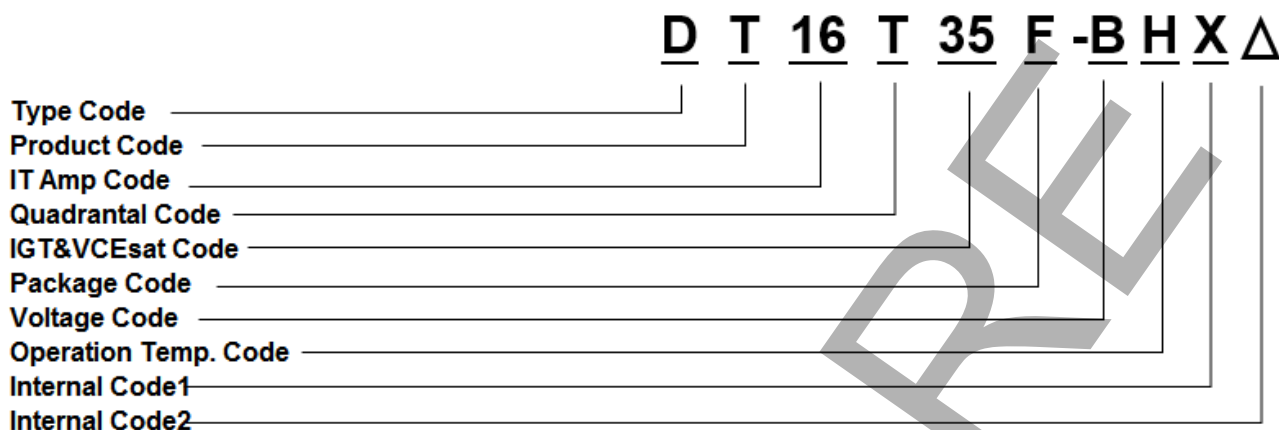 D T 16 T 35 F -B H X △
Type Code
Product Code
IT Amp Code
Quadrantal Code
IGT&VCEsat Code
Package Code
Voltage Code
Operation Temp. Code
Internal Code1
Internal Code2
RE